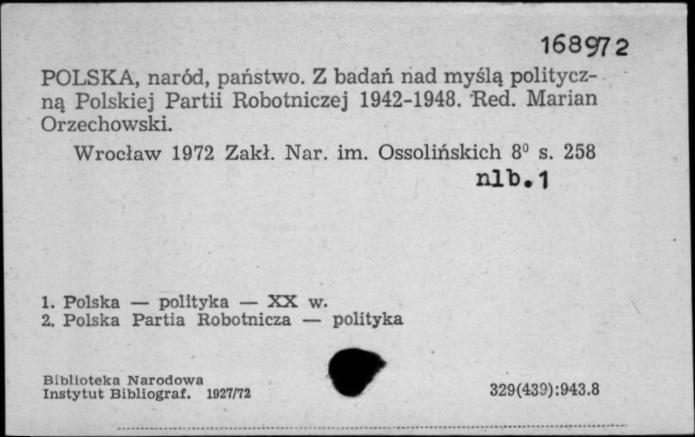 168972
POLSKA, naród, państwo. Z badań nad myślą politycz-
ną Polskiej Partii Robotniczej 1942-1948. Red. Marian
Orzechowski.
Wrocław 1972 Zakł. Nar. im. Ossolińskich 8⁰ s. 258
nlb.1
1. Polska — polityka — XX w.
2. Polska Partia Robotnicza — polityka
Biblioteka Narodowa
Instytut Bibliograf. 1927/72
329(439):943.8